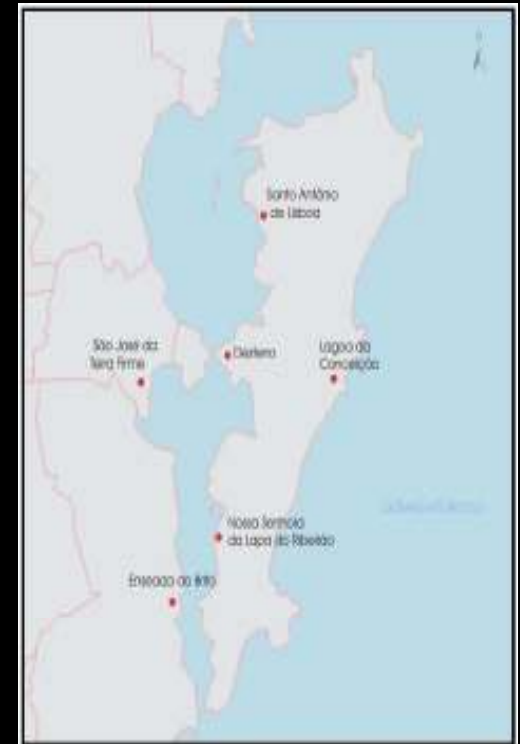 Santo Antônio
de Lisboa
São José da
Terra Firme
Desterro
Lagoa da
Conceição
Nossa Senhora
da Lapa do Ribeirão
Enseada do Brito